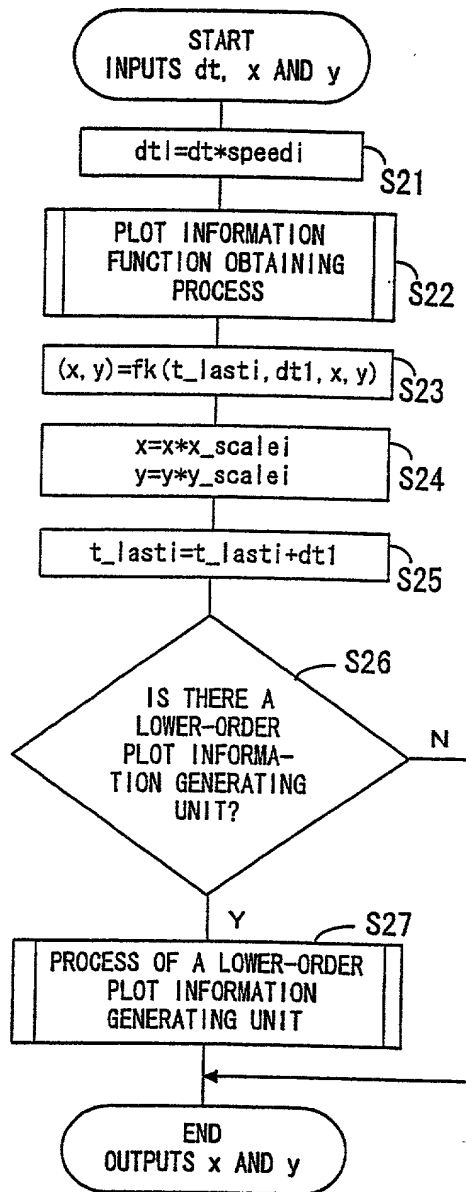 START
INPUTS dt, x AND y
dt1=dt*speedi
S21
PLOT INFORMATION
FUNCTION OBTAINING
PROCESS
S22
(x, y)=fk(t_lasti, dt1, x, y)
S23
x=x*x_scalei
y=y*y_scalei
S24
t_lasti=t_lasti+dt1
S25
S26
IS THERE A
LOWER-ORDER
PLOT INFORMA-
TION GENERATING
UNIT?
N
Y
S27
PROCESS OF A LOWER-ORDER
PLOT INFORMATION
GENERATING UNIT
END
OUTPUTS x AND y